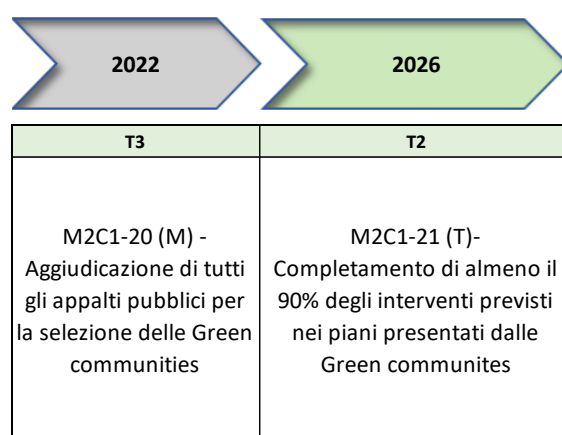 2022
2026
T3
T2
M2C1-20 (M) -
Aggiudicazione di tutti
gli appalti pubblici per
la selezione delle Green
communities
M2C1-21 (T)-
Completamento di almeno il
90% degli interventi previsti
nei piani presentati dalle
Green communites